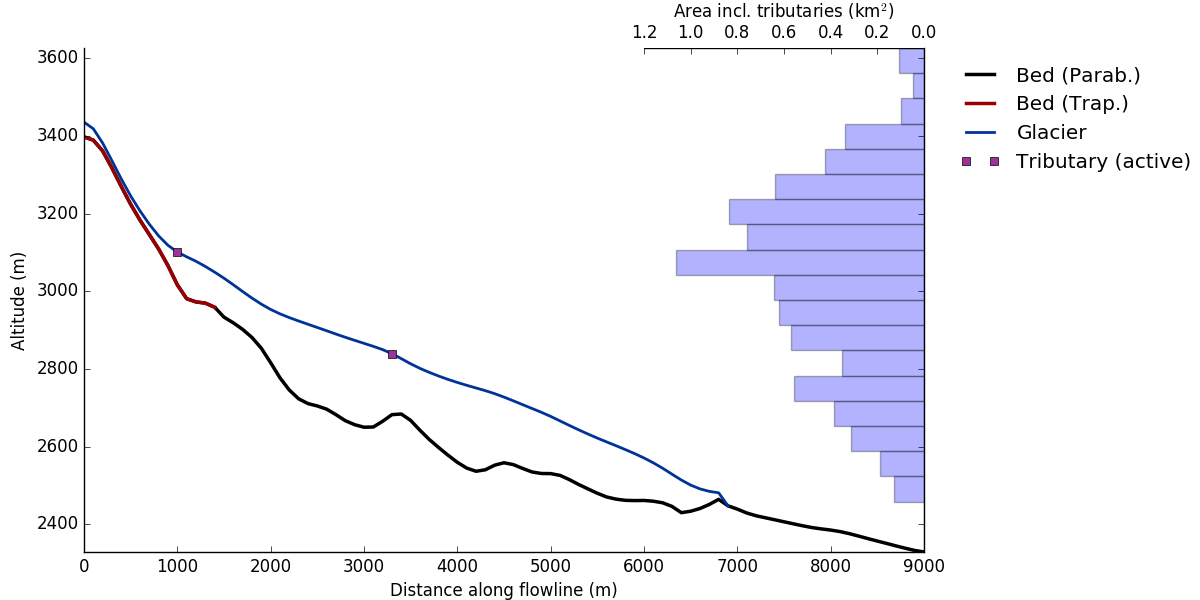 Area incl. tributaries (km²)
1.2 1.0 0.8 0.6 0.4 0.2 0.0
3600
3400
3200
3000
2800
2600
2400
Altitude (m)
0 1000 2000 3000 4000 5000 6000 7000 8000 9000
Distance along flowline (m)
Bed (Parab.)
Bed (Trap.)
Glacier
Tributary (active)